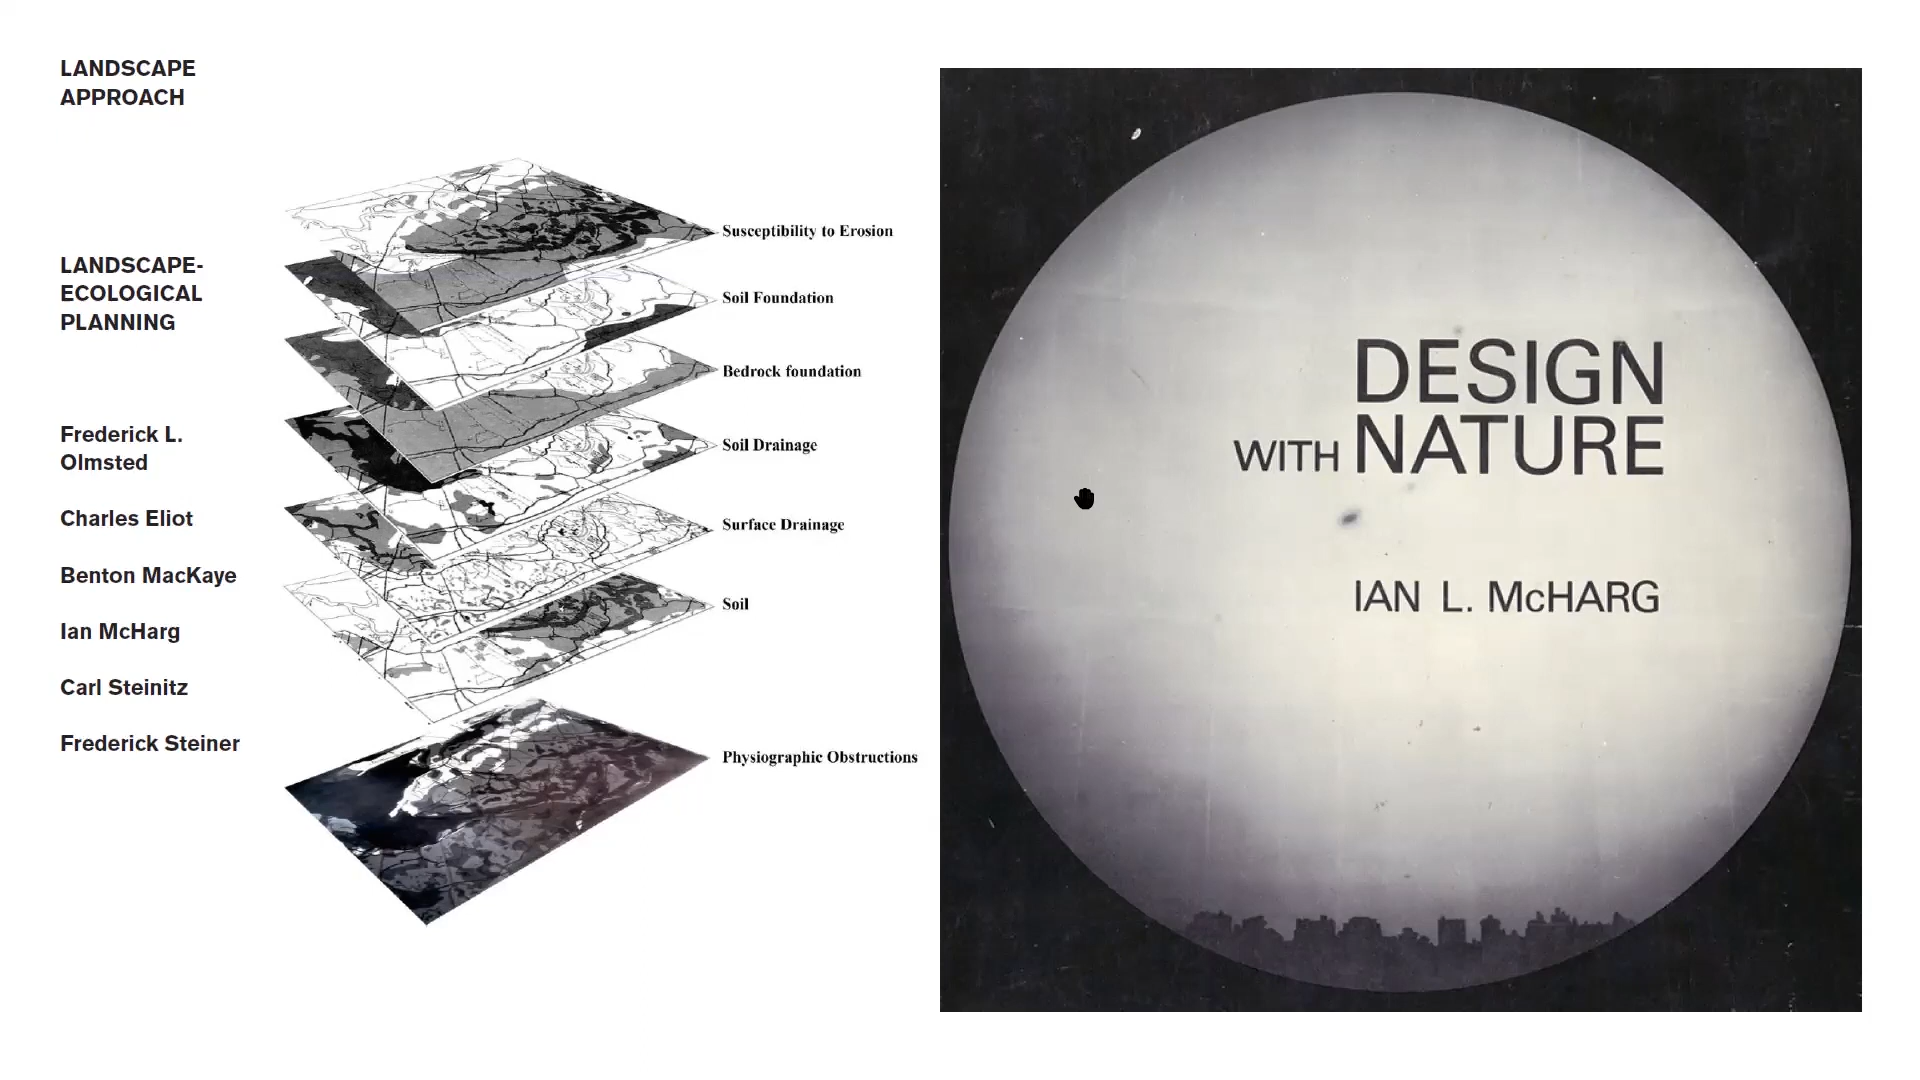 LANDSCAPE
APPROACH
LANDSCAPE-
ECOLOGICAL
PLANNING
Frederick L.
Olmsted
Charles Eliot
Benton MacKaye
Ian McHarg
Carl Steinitz
Frederick Steiner
Susceptibility to Erosion
Soil Foundation
Bedrock foundation
Soil Drainage
Surface Drainage
Soil
Physiographic Obstructions
DESIGN
WITH NATURE
IAN L. McHARG